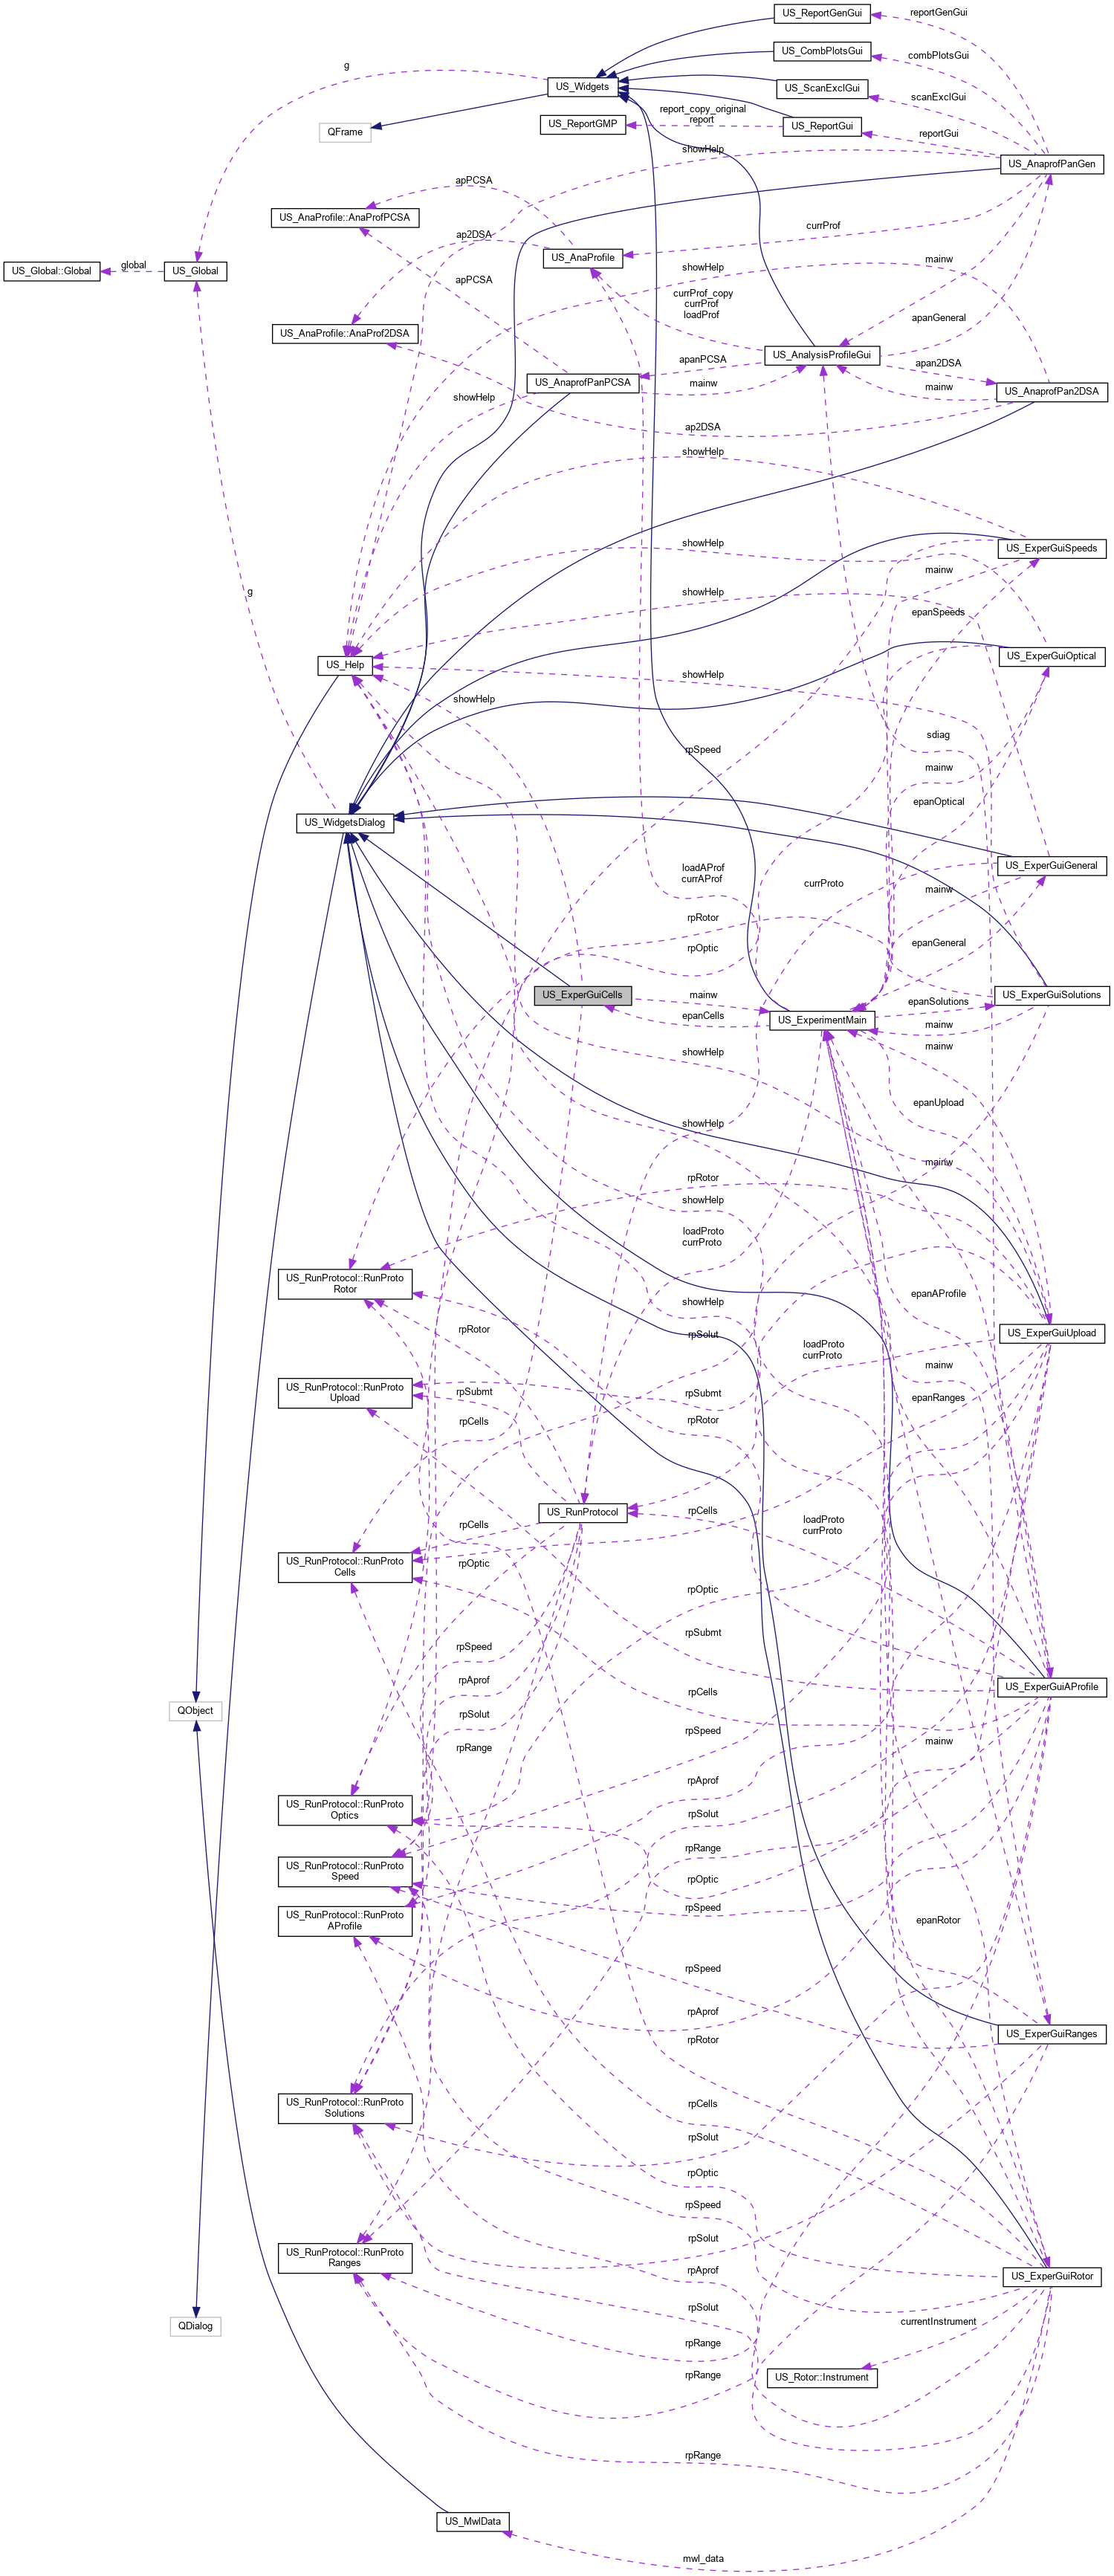 US_ReportGenGui
reportGenGui
US_CombPlotsGui
combPlotsGui
g
US_Widgets
US_ScanExclGui
scanExclGui
QFrame
US_ReportGMP
report_copy_original
report
US_ReportGui
reportGui
showHelp
US_AnaprofPanGen
apPCSA
US_AnaProfile::AnaProfPCSA
currProf
ap2DSA
US_AnaProfile
mainw
US_Global::Global
global
US_Global
showHelp
apPCSA
currProf_copy
currProf
loadProf
apanGeneral
US_AnaProfile::AnaProf2DSA
US_AnalysisProfileGui
apanPCSA
apan2DSA
US_AnaprofPanPCSA
mainw
mainw
US_AnaprofPan2DSA
showHelp
ap2DSA
showHelp
showHelp
US_ExperGuiSpeeds
mainw
g
showHelp
epanSpeeds
US_Help
US_ExperGuiOptical
showHelp
showHelp
sdiag
rpSpeed
mainw
epanOptical
US_WidgetsDialog
loadAProf
currAProf
US_ExperGuiGeneral
currProto
mainw
rpRotor
rpOptic
epanGeneral
US_ExperGuiCells
mainw
US_ExperGuiSolutions
epanSolutions
epanCells
US_ExperimentMain
mainw
mainw
showHelp
epanUpload
showHelp
mainw
rpRotor
showHelp
loadProto
currProto
US_RunProtocol::RunProto
Rotor
epanAProfile
showHelp
rpRotor
rpSolut
US_ExperGuiUpload
loadProto
currProto
mainw
US_RunProtocol::RunProto
Upload
rpSubmt
rpSubmt
epanRanges
rpCells
rpRotor
US_RunProtocol
rpCells
rpCells
loadProto
currProto
US_RunProtocol::RunProto
Cells
rpOptic
rpOptic
rpSpeed
rpSubmt
rpAprof
US_ExperGuiAProfile
rpCells
QObject
rpSolut
rpSpeed
mainw
rpRange
rpAprof
US_RunProtocol::RunProto
Optics
rpSolut
rpRange
US_RunProtocol::RunProto
Speed
rpOptic
rpSpeed
US_RunProtocol::RunProto
AProfile
epanRotor
rpSpeed
rpAprof
US_ExperGuiRanges
rpRotor
US_RunProtocol::RunProto
Solutions
rpCells
rpSolut
rpOptic
rpSpeed
US_RunProtocol::RunProto
Ranges
rpSolut
rpAprof
US_ExperGuiRotor
rpSolut
currentInstrument
QDialog
rpRange
rpRange
US_Rotor::Instrument
rpRange
US_MwlData
mwl_data